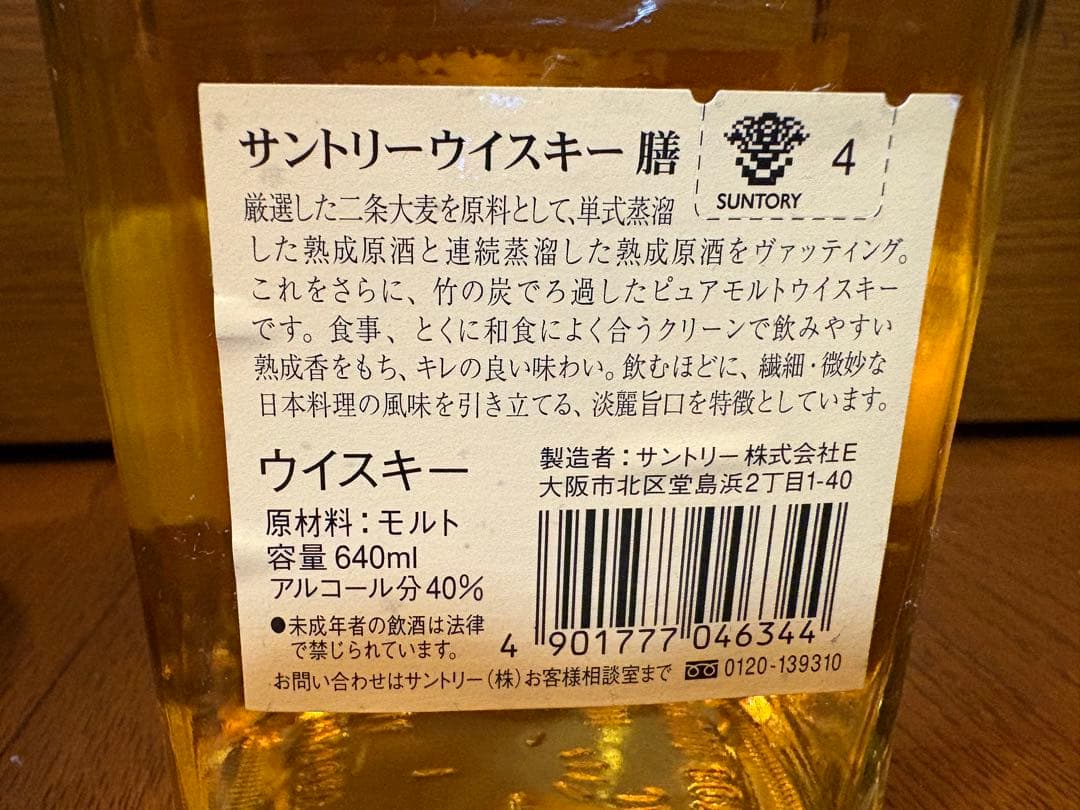 サントリーウイスキー 膳
SUNTORY
4
厳選した二条大麦を原料として、単式蒸溜
した熟成原酒と連続蒸溜した熟成原酒をヴァッティング。
これをさらに、竹の炭でろ過したピュアモルトウイスキー
です。食事、とくに和食によく合うクリーンで飲みやすい
熟成香をもち、キレの良い味わい。飲むほどに、繊細・微妙な
日本料理の風味を引き立てる、淡麗旨口を特徴としています。
ウイスキー
原材料：モルト
容量640ml
アルコール分40%
●未成年者の飲酒は法律
で禁じられています。
製造者：サントリー株式会社E
大阪市北区堂島浜2丁目1-40
4 901777 046344
お問い合わせはサントリー(株)お客様相談室まで 0120-139310